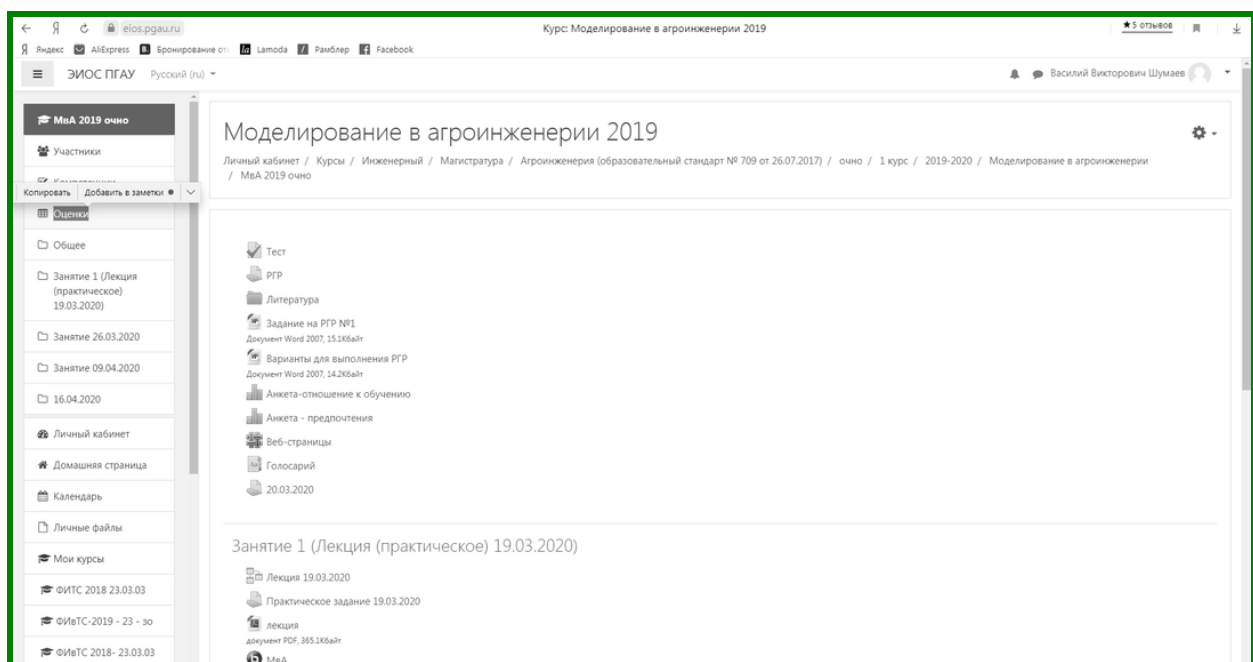 eios.pgau.ru
Курс: Моделирование в агроинженерии 2019
★5 отзывов
Яндекс AliExpress Бронирование от Lamoda Рамблер Facebook
ЭИОС ПГАУ Русский (ru)
Василий Викторович Шумаев
МвА 2019 очно
Участники
Копировать Добавить в заметки
Оценки
Общее
Занятие 1 (Лекция
(практическое)
19.03.2020)
Занятие 26.03.2020
Занятие 09.04.2020
16.04.2020
Личный кабинет
Домашняя страница
Календарь
Личные файлы
Мои курсы
ФИТС 2018 23.03.03
ФИвТС-2019 - 23 - зо
ФИвТС 2018- 23.03.03
Моделирование в агроинженерии 2019
Личный кабинет / Курсы / Инженерный / Магистратура / Агроинженерия (образовательный стандарт № 709 от 26.07.2017) / очно / 1 курс / 2019-2020 / Моделирование в агроинженерии
/ МвА 2019 очно
Тест
РГР
Литература
Задание на РГР №1
Документ Word 2007, 15.1Кбайт
Варианты для выполнения РГР
Документ Word 2007, 14.2Кбайт
Анкета-отношение к обучению
Анкета - предпочтения
Веб-страницы
Голосарий
20.03.2020
Занятие 1 (Лекция (практическое) 19.03.2020)
Лекция 19.03.2020
Практическое задание 19.03.2020
лекция
документ PDF, 365.1Кбайт
МвА